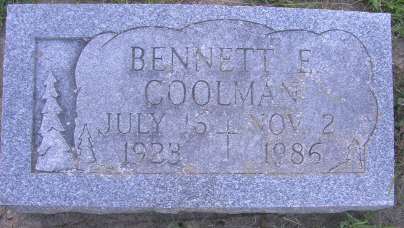 BENNETT E
COOLMAN
JULY 15 NOV 2
1923 1986